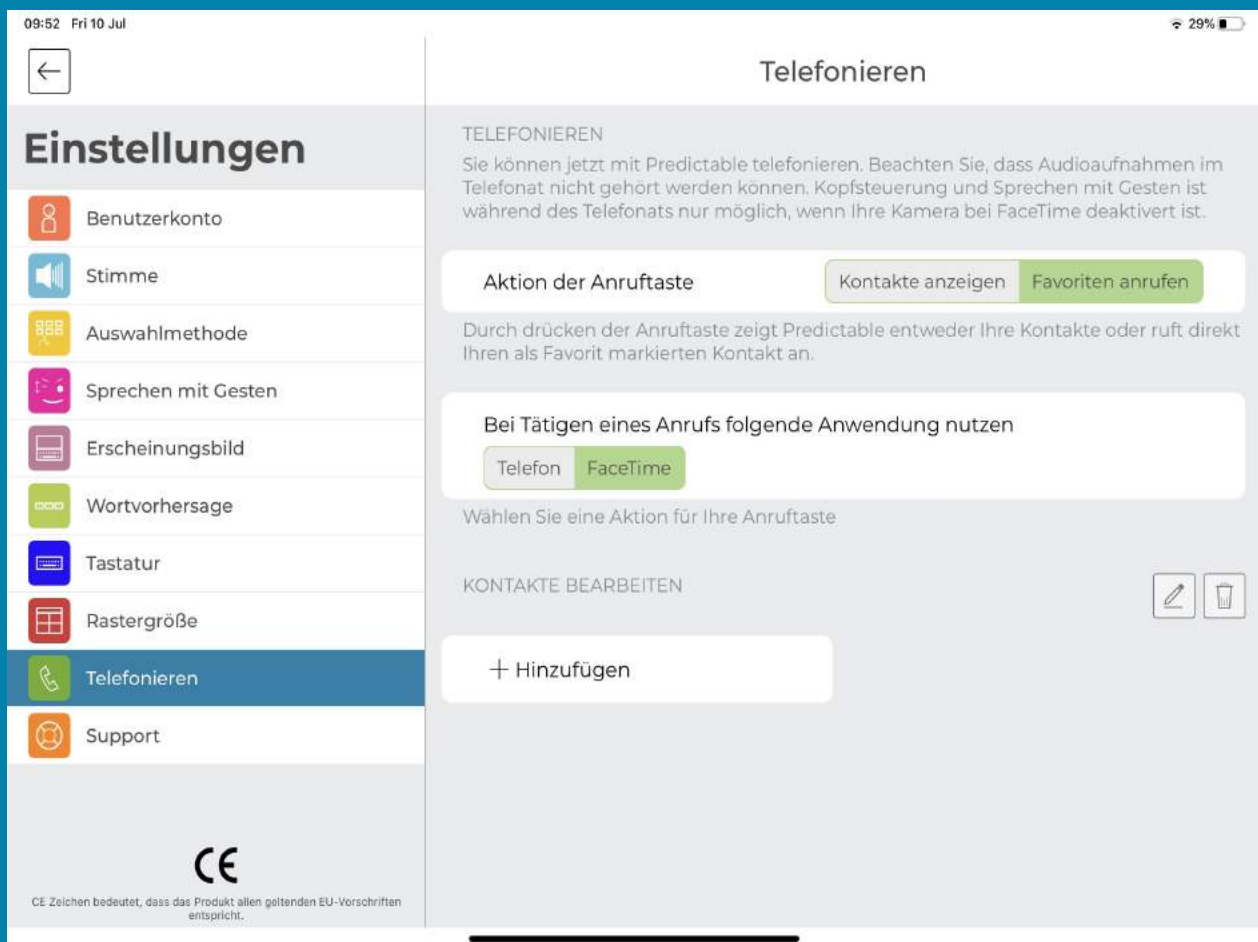 09:52 Fri 10 Jul
29%
Telefonieren
Einstellungen
Benutzerkonto
Stimme
Auswahlmethode
Sprechen mit Gesten
Erscheinungsbild
Wortvorhersage
Tastatur
Rastergröße
Telefonieren
Support
CE
CE Zeichen bedeutet, dass das Produkt allen geltenden EU-Vorschriften
entspricht.
TELEFONIEREN
Sie können jetzt mit Predictable telefonieren. Beachten Sie, dass Audioaufnahmen im
Telefonat nicht gehört werden können. Kopfsteuerung und Sprechen mit Gesten ist
während des Telefonats nur möglich, wenn Ihre Kamera bei FaceTime deaktivert ist.
Aktion der Anruftaste
Kontakte anzeigen
Favoriten anrufen
Durch drücken der Anruftaste zeigt Predictable entweder Ihre Kontakte oder ruft direkt
Ihren als Favorit markierten Kontakt an.
Bei Tätigen eines Anrufs folgende Anwendung nutzen
Telefon
FaceTime
Wählen Sie eine Aktion für Ihre Anruftaste
KONTAKTE BEARBEITEN
+ Hinzufügen